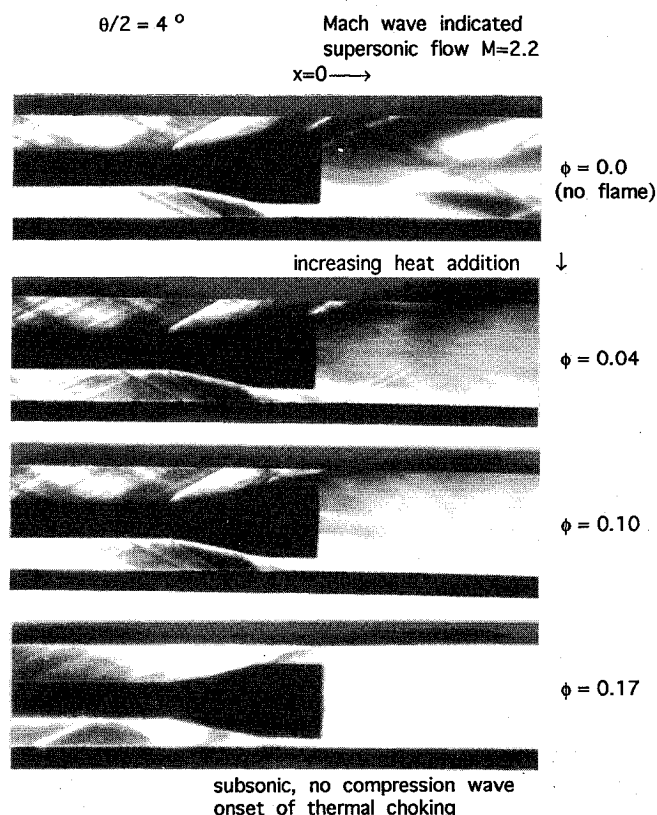 θ/2 = 4 º
Mach wave indicated
supersonic flow M=2.2
x=0→
ϕ = 0.0
(no flame)
increasing heat addition ↓
ϕ = 0.04
ϕ = 0.10
ϕ = 0.17
subsonic, no compression wave
onset of thermal choking